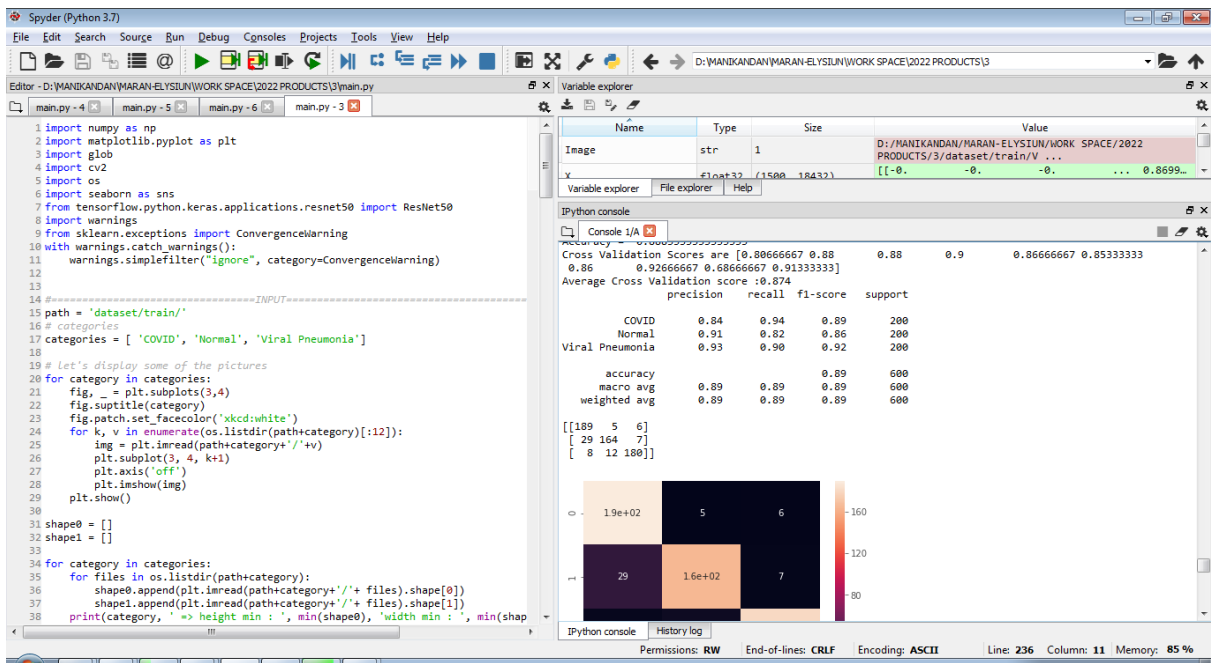 Spyder (Python 3.7)
File Edit Search Source Run Debug Consoles Projects Tools View Help
D:\MANIKANDAN\MARAN-ELYSIUN\WORK SPACE\2022 PRODUCTS\3
Editor - D:\MANIKANDAN\MARAN-ELYSIUN\WORK SPACE\2022 PRODUCTS\3\main.py
main.py - 4 main.py - 5 main.py - 6 main.py - 3
1 import numpy as np
2 import matplotlib.pyplot as plt
3 import glob
4 import cv2
5 import os
6 import seaborn as sns
7 from tensorflow.python.keras.applications.resnet50 import ResNet50
8 import warnings
9 from sklearn.exceptions import ConvergenceWarning
10 with warnings.catch_warnings():
11     warnings.simplefilter("ignore", category=ConvergenceWarning)
12
13
14 #===============================INPUT=====================================
15 path = 'dataset/train/'
16 # categories
17 categories = [ 'COVID', 'Normal', 'Viral Pneumonia']
18
19 # let's display some of the pictures
20 for category in categories:
21     fig, _ = plt.subplots(3,4)
22     fig.suptitle(category)
23     fig.patch.set_facecolor('xkcd:white')
24     for k, v in enumerate(os.listdir(path+category)[:12]):
25         img = plt.imread(path+category+'/'+v)
26         plt.subplot(3, 4, k+1)
27         plt.axis('off')
28         plt.imshow(img)
29     plt.show()
30
31 shape0 = []
32 shape1 = []
33
34 for category in categories:
35     for files in os.listdir(path+category):
36         shape0.append(plt.imread(path+category+'/'+ files).shape[0])
37         shape1.append(plt.imread(path+category+'/'+ files).shape[1])
38     print(category, ' => height min : ', min(shape0), 'width min : ', min(shap
Variable explorer
Name Type Size Value
Image str 1 D:/MANIKANDAN/MARAN-ELYSIUN/WORK SPACE/2022
PRODUCTS/3/dataset/train/V ...
X float32 (1500, 18432) [[-0. -0. -0. ... 0.8699…
Variable explorer File explorer Help
IPython console
Console 1/A
Cross Validation Scores are [0.80666667 0.88 0.88 0.9 0.86666667 0.85333333
0.86 0.92666667 0.68666667 0.91333333]
Average Cross Validation score :0.874
precision recall f1-score support
COVID 0.84 0.94 0.89 200
Normal 0.91 0.82 0.86 200
Viral Pneumonia 0.93 0.90 0.92 200
accuracy 0.89 600
macro avg 0.89 0.89 0.89 600
weighted avg 0.89 0.89 0.89 600
[[189 5 6]
[ 29 164 7]
[ 8 12 180]]
0 1.9e+02 5 6
1 29 1.6e+02 7
160
120
80
IPython console History log
Permissions: RW End-of-lines: CRLF Encoding: ASCII Line: 236 Column: 11 Memory: 85 %